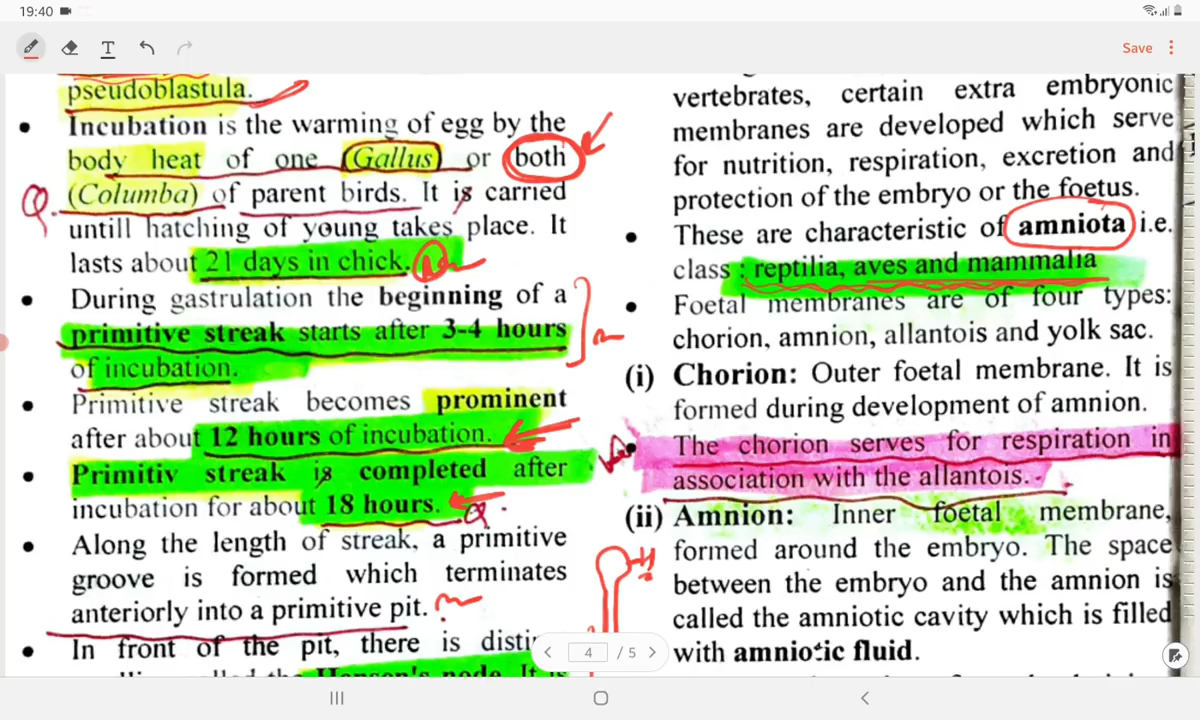 19:40
T
Save
pseudoblastula.
• Incubation is the warming of egg by the
body heat of one (Gallus) or both
(Columba) of parent birds. It is carried
untill hatching of young takes place. It
lasts about 21 days in chick.
• During gastrulation the beginning of a
primitive streak starts after 3-4 hours
of incubation.
• Primitive streak becomes prominent
after about 12 hours of incubation.
• Primitiv streak is completed after
incubation for about 18 hours.
• Along the length of streak, a primitive
groove is formed which terminates
anteriorly into a primitive pit.
• In front of the pit, there is
Q.
Q.
vertebrates, certain extra embryonic
membranes are developed which serve
for nutrition, respiration, excretion and
protection of the embryo or the foetus.
• These are characteristic of amniota i.e.
class : reptilia, aves and mammalia
• Foetal membranes are of four types:
chorion, amnion, allantois and yolk sac.
(i) Chorion: Outer foetal membrane. It is
formed during development of amnion.
• The chorion serves for respiration in
association with the allantois.
(ii) Amnion: Inner foetal membrane,
formed around the embryo. The space
between the embryo and the amnion is
called the amniotic cavity which is filled
with amniotic fluid.
4 / 5